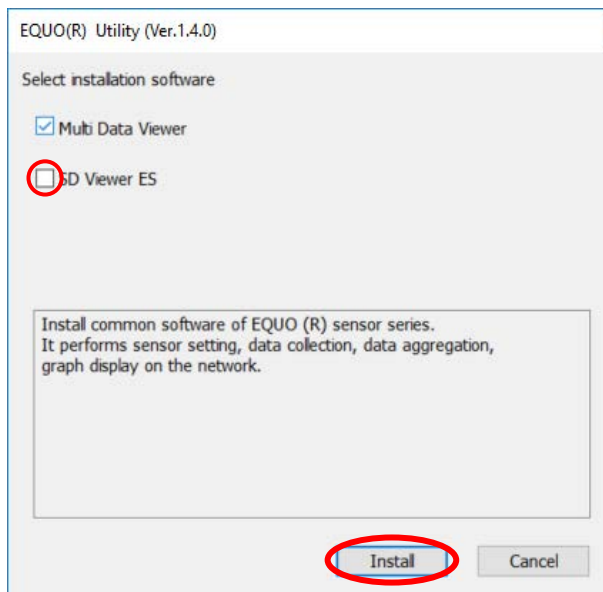 EQUO(R) Utility (Ver.1.4.0)
Select installation software
Multi Data Viewer
SD Viewer ES
Install common software of EQUO (R) sensor series.
It performs sensor setting, data collection, data aggregation,
graph display on the network.
Install
Cancel